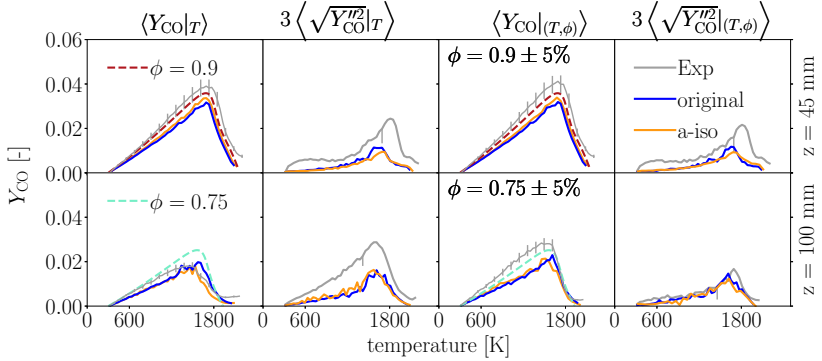 ⟨Y_CO|_T⟩ 3⟨√Y''²_CO|_T⟩ ⟨Y_CO|_(T,ϕ)⟩ 3⟨√Y''²_CO|_(T,ϕ)⟩
0.06
ϕ = 0.9
ϕ = 0.9 ± 5%
Exp
original
a-iso
0.04
0.02
0.00
z = 45 mm
Y_CO [-]
ϕ = 0.75
ϕ = 0.75 ± 5%
0.04
0.02
0.00
z = 100 mm
0 600 1800 0 600 1800 0 600 1800 0 600 1800
temperature [K]